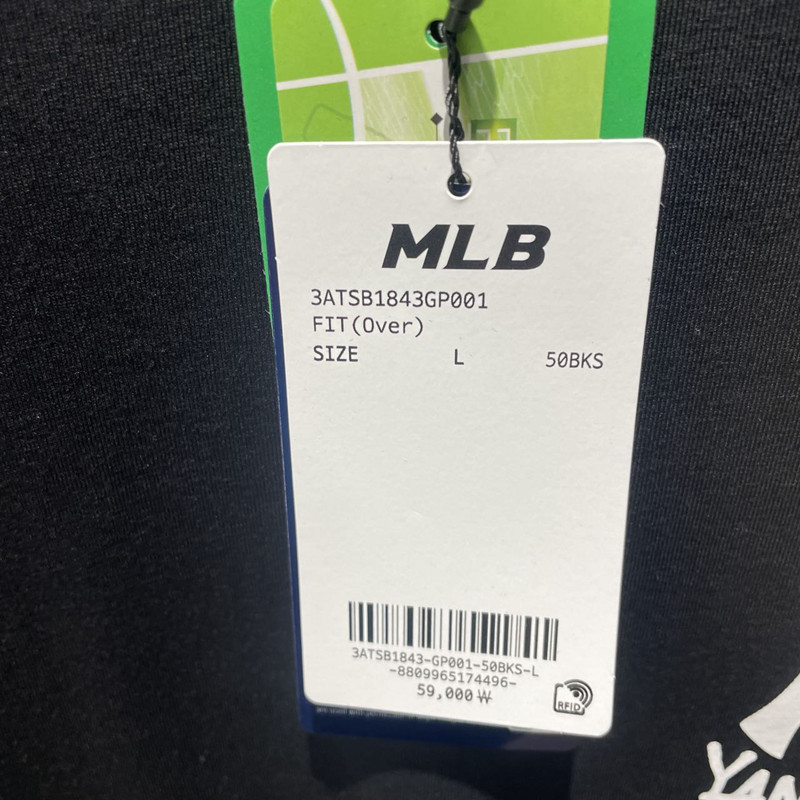 MLB
3ATSB1843GP001
FIT(Over)
SIZE L 50BKS
3ATSB1843-GP001-50BKS-L
-8809965174496-
59,000₩
RFID